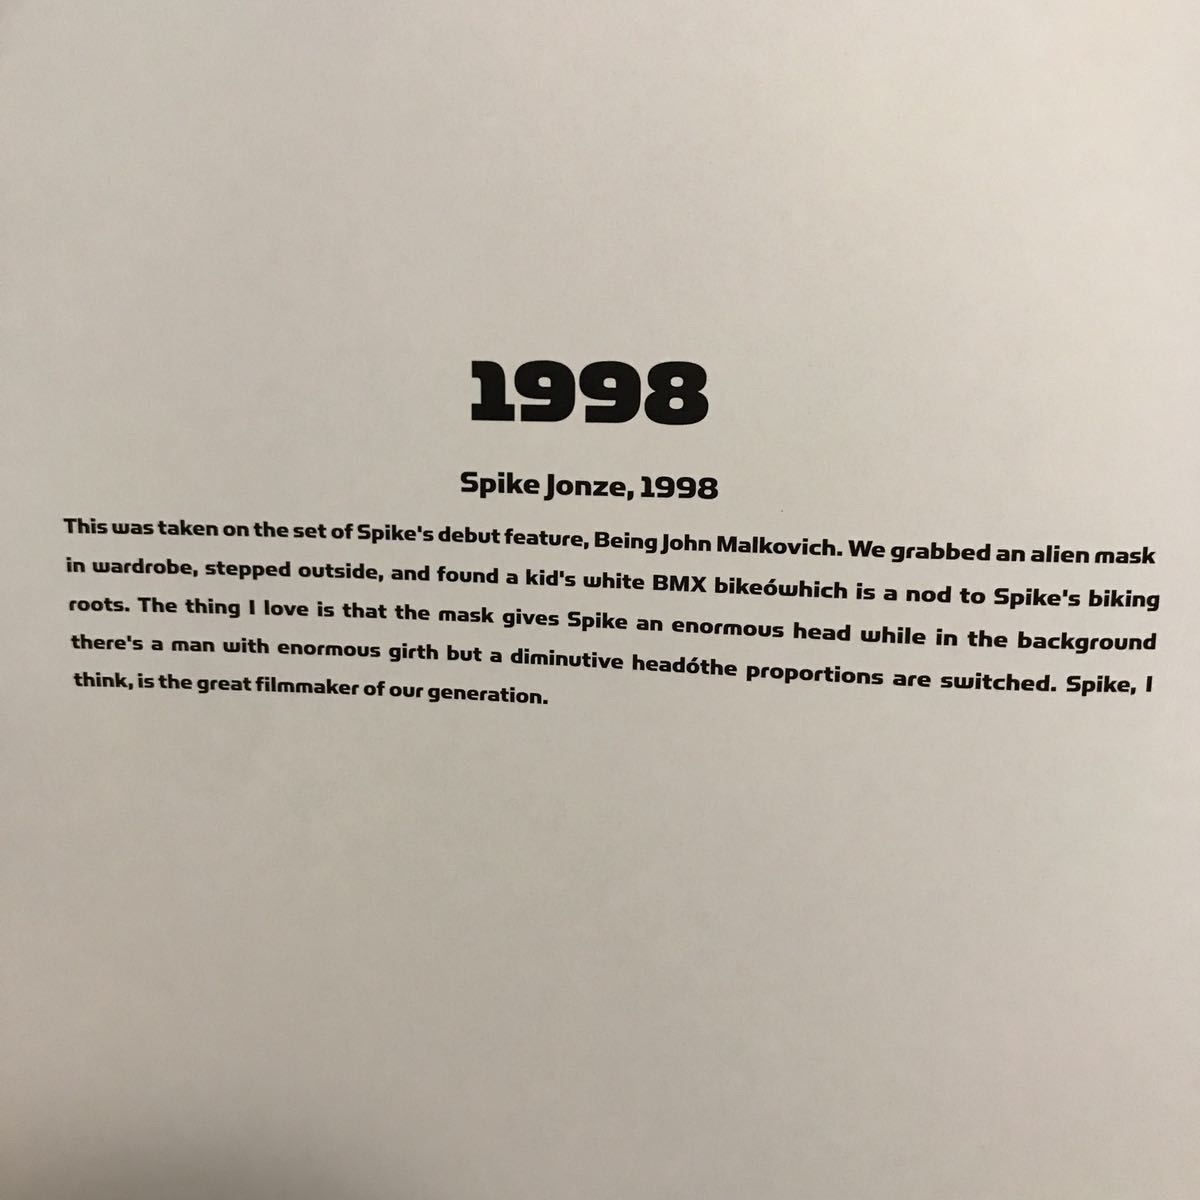 1998
Spike Jonze, 1998
This was taken on the set of Spike's debut feature, Being John Malkovich. We grabbed an alien mask
in wardrobe, stepped outside, and found a kid's white BMX bikeówhich is a nod to Spike's biking
roots. The thing I love is that the mask gives Spike an enormous head while in the background
there's a man with enormous girth but a diminutive headóthe proportions are switched. Spike, I
think, is the great filmmaker of our generation.